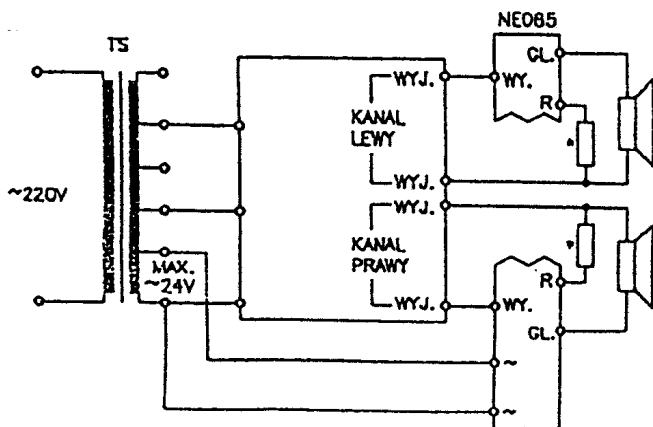 NE065
TS
GL.
WYJ.
WY.
R
KANAL
LEWY
*
~220V
WYJ.
WYJ.
KANAL
PRAWY
*
MAX.
~24V
R
WYJ.
WY.
GL.
~
~